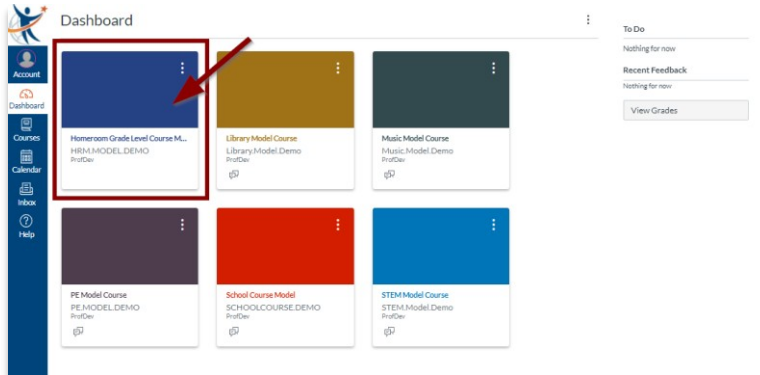 Dashboard
Account
Dashboard
Courses
Calendar
Inbox
Help
Homeroom Grade Level Course M...
HRM.MODEL.DEMO
ProfDev
Library Model Course
Library.Model.Demo
ProfDev
Music Model Course
Music.Model.Demo
ProfDev
PE Model Course
PE.MODEL.DEMO
ProfDev
School Course Model
SCHOOLCOURSE.DEMO
ProfDev
STEM Model Course
STEM.Model.Demo
ProfDev
To Do
Nothing for now
Recent Feedback
Nothing for now
View Grades